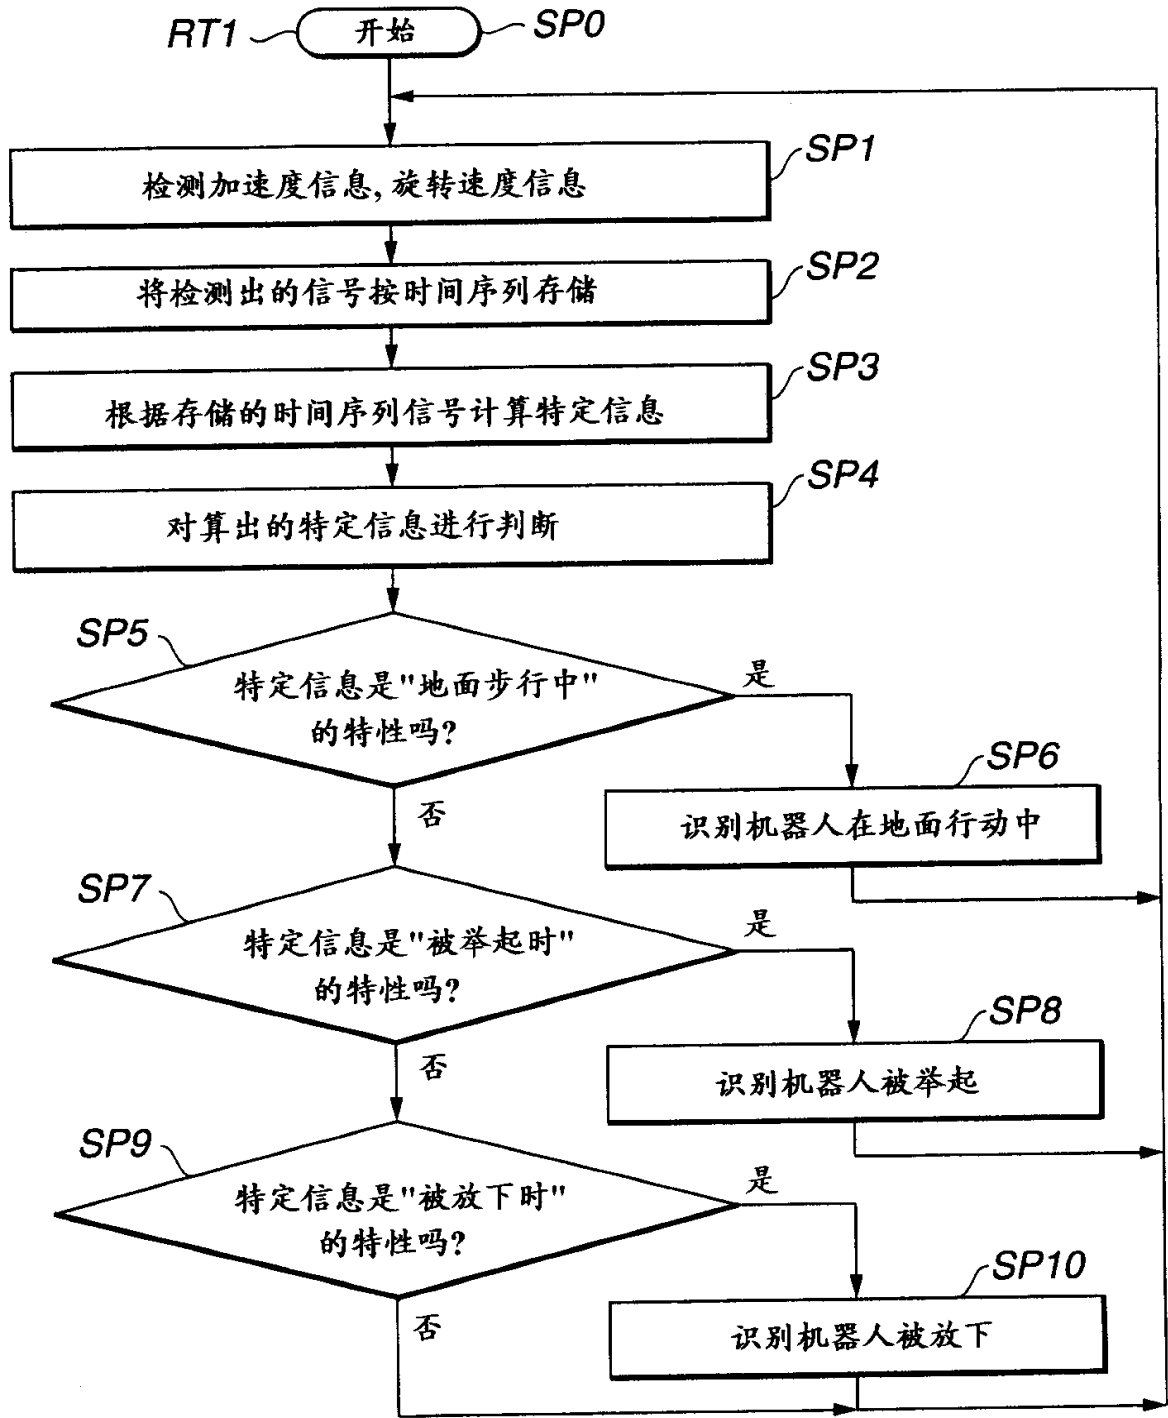 RT1
开始
SP0
SP1
检测加速度信息,旋转速度信息
SP2
将检测出的信号按时间序列存储
SP3
根据存储的时间序列信号计算特定信息
SP4
对算出的特定信息进行判断
SP5
特定信息是"地面步行中"
的特性吗?
是
否
SP6
识别机器人在地面行动中
SP7
特定信息是"被举起时"
的特性吗?
是
否
SP8
识别机器人被举起
SP9
特定信息是"被放下时"
的特性吗?
是
否
SP10
识别机器人被放下